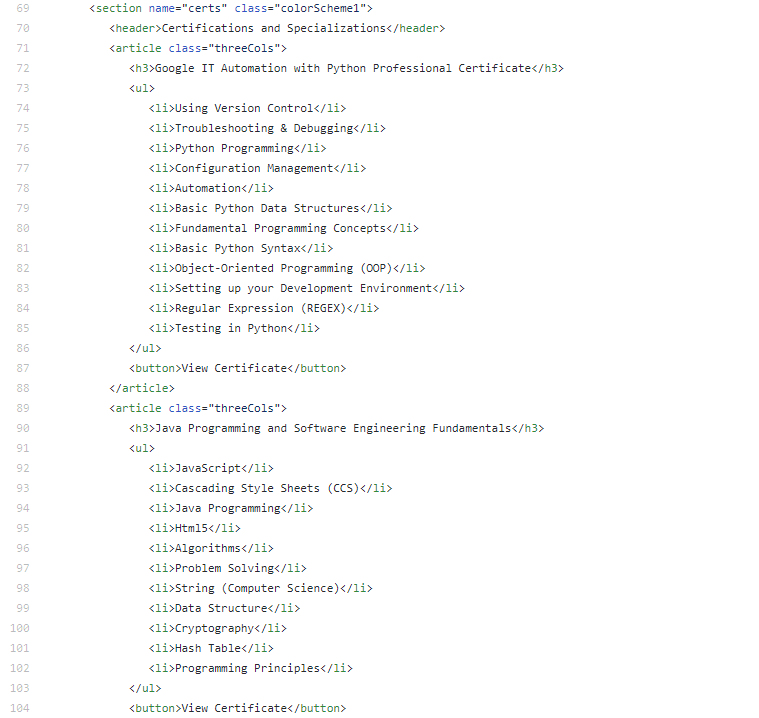 69 <section name="certs" class="colorScheme1">
70 <header>Certifications and Specializations</header>
71 <article class="threeCols">
72 <h3>Google IT Automation with Python Professional Certificate</h3>
73 <ul>
74 <li>Using Version Control</li>
75 <li>Troubleshooting & Debugging</li>
76 <li>Python Programming</li>
77 <li>Configuration Management</li>
78 <li>Automation</li>
79 <li>Basic Python Data Structures</li>
80 <li>Fundamental Programming Concepts</li>
81 <li>Basic Python Syntax</li>
82 <li>Object-Oriented Programming (OOP)</li>
83 <li>Setting up your Development Environment</li>
84 <li>Regular Expression (REGEX)</li>
85 <li>Testing in Python</li>
86 </ul>
87 <button>View Certificate</button>
88 </article>
89 <article class="threeCols">
90 <h3>Java Programming and Software Engineering Fundamentals</h3>
91 <ul>
92 <li>JavaScript</li>
93 <li>Cascading Style Sheets (CCS)</li>
94 <li>Java Programming</li>
95 <li>Html5</li>
96 <li>Algorithms</li>
97 <li>Problem Solving</li>
98 <li>String (Computer Science)</li>
99 <li>Data Structure</li>
100 <li>Cryptography</li>
101 <li>Hash Table</li>
102 <li>Programming Principles</li>
103 </ul>
104 <button>View Certificate</button>